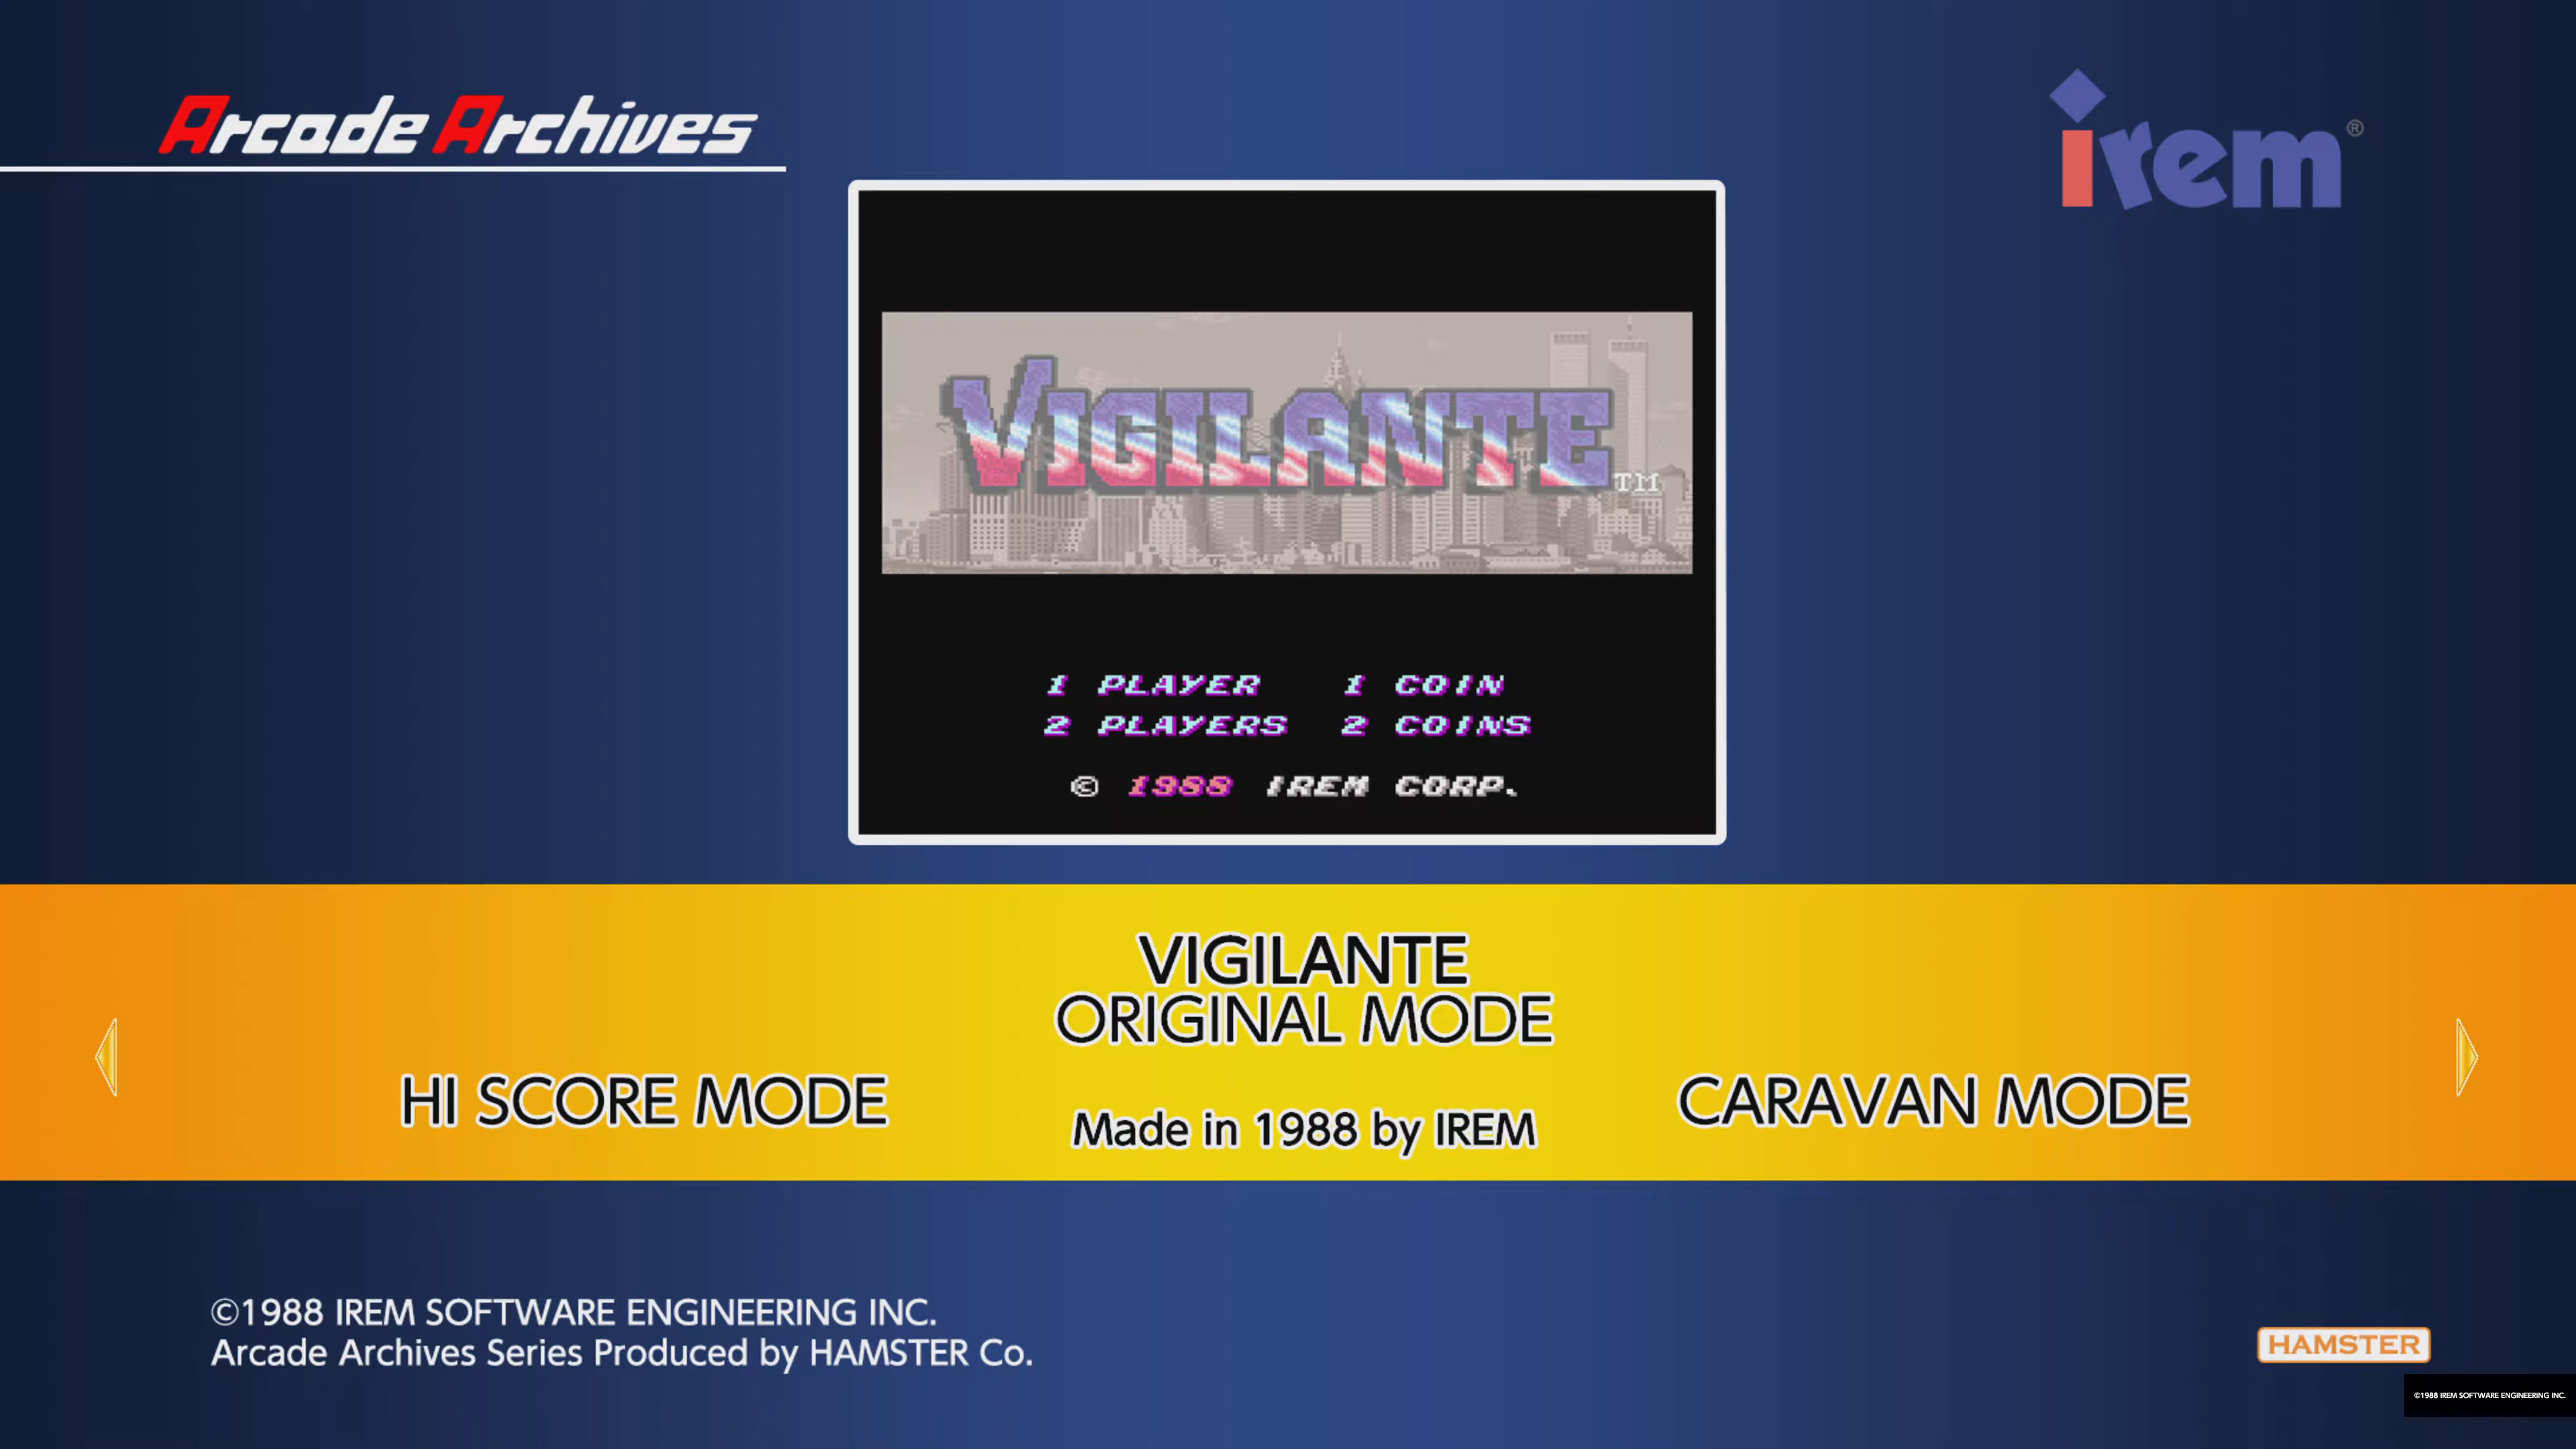 Arcade Archives
irem®
VIGILANTE TM
1 PLAYER 1 COIN
2 PLAYERS 2 COINS
© 1988 IREM CORP.
VIGILANTE
ORIGINAL MODE
HI SCORE MODE
Made in 1988 by IREM
CARAVAN MODE
©1988 IREM SOFTWARE ENGINEERING INC.
Arcade Archives Series Produced by HAMSTER Co.
HAMSTER
©1988 IREM SOFTWARE ENGINEERING INC.